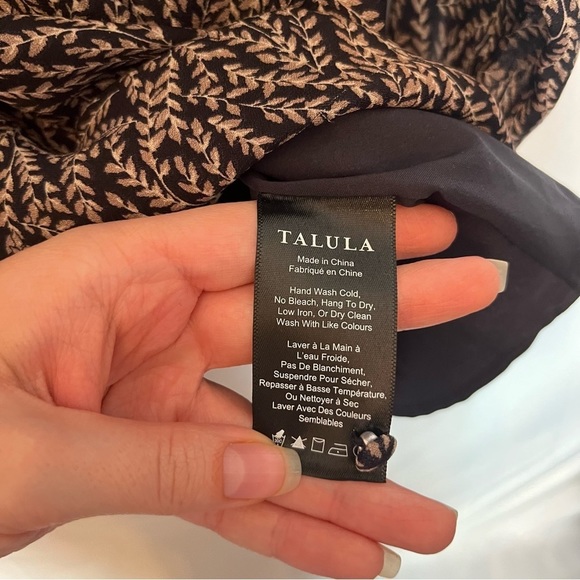 TALULA
Made in China
Fabriqué en Chine
Hand Wash Cold,
No Bleach, Hang To Dry,
Low Iron, Or Dry Clean
Wash With Like Colours
Laver à La Main à
L'eau Froide,
Pas De Blanchiment,
Suspendre Pour Sécher,
Repasser à Basse Température,
Ou Nettoyer à Sec
Laver Avec Des Couleurs
Semblables